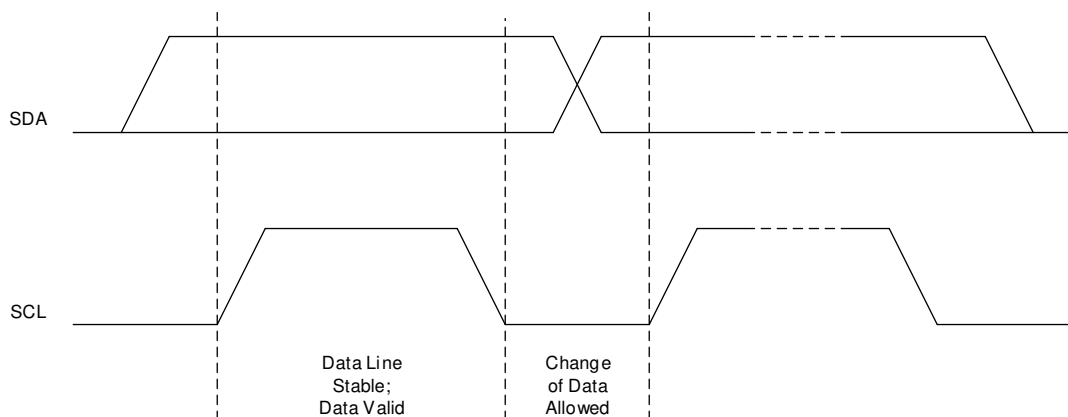 SDA
SCL
Data Line
Stable;
Data Valid
Change
of Data
Allowed